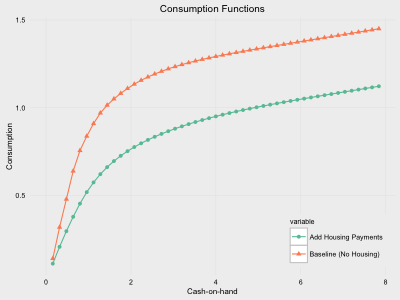 Consumption Functions
1.5
1.0
0.5
Consumption
0
2
4
6
8
Cash-on-hand
variable
Add Housing Payments
Baseline (No Housing)